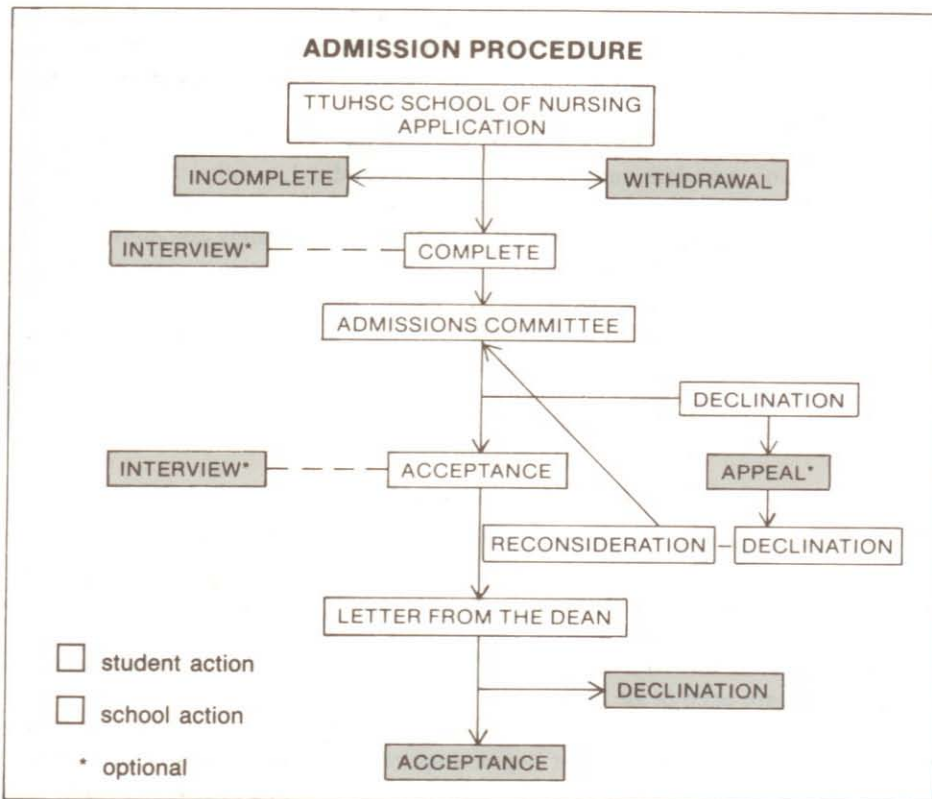 ADMISSION PROCEDURE
TTUHSC SCHOOL OF NURSING
APPLICATION
INCOMPLETE
WITHDRAWAL
INTERVIEW*
COMPLETE
ADMISSIONS COMMITTEE
DECLINATION
INTERVIEW*
ACCEPTANCE
APPEAL*
RECONSIDERATION – DECLINATION
LETTER FROM THE DEAN
student action
DECLINATION
school action
* optional
ACCEPTANCE